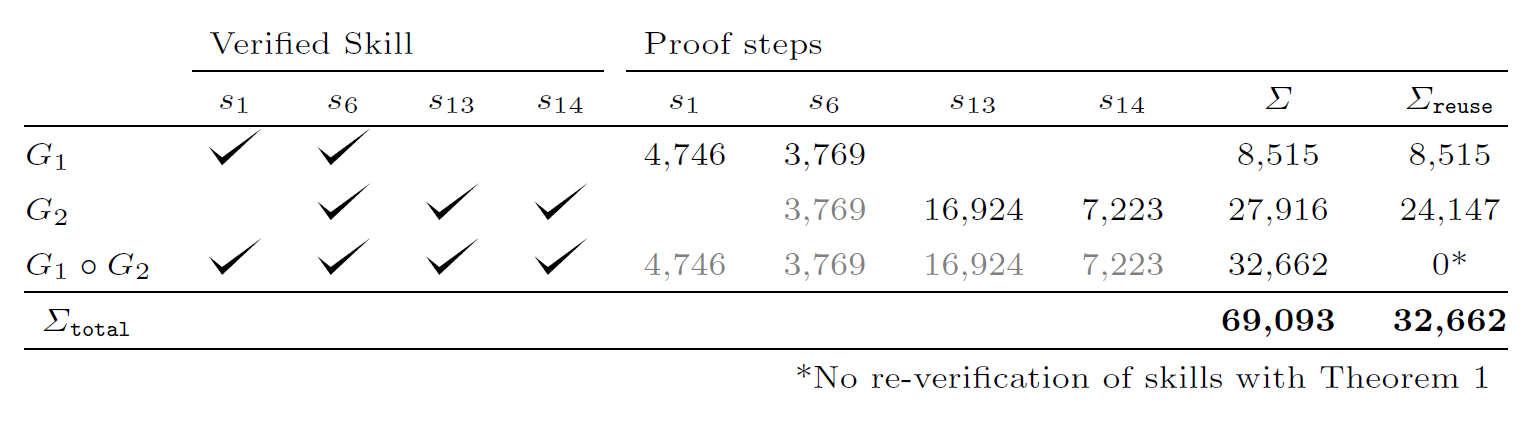 Verified Skill Proof steps
s1 s6 s13 s14 s1 s6 s13 s14 Σ Σreuse
G1 ✓ ✓ 4,746 3,769 8,515 8,515
G2 ✓ ✓ ✓ 3,769 16,924 7,223 27,916 24,147
G1 ∘ G2 ✓ ✓ ✓ ✓ 4,746 3,769 16,924 7,223 32,662 0*
Σtotal 69,093 32,662
*No re-verification of skills with Theorem 1